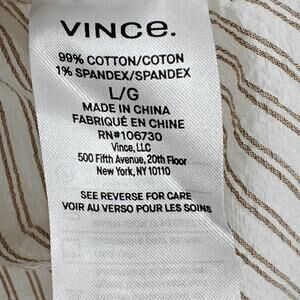 VINCE.
99% COTTON/COTON
1% SPANDEX/SPANDEX
L/G
MADE IN CHINA
FABRIQUÉ EN CHINE
RN#106730
Vince, LLC
500 Fifth Avenue, 20th Floor
New York, NY 10110
SEE REVERSE FOR CARE
VOIR AU VERSO POUR LES SOINS